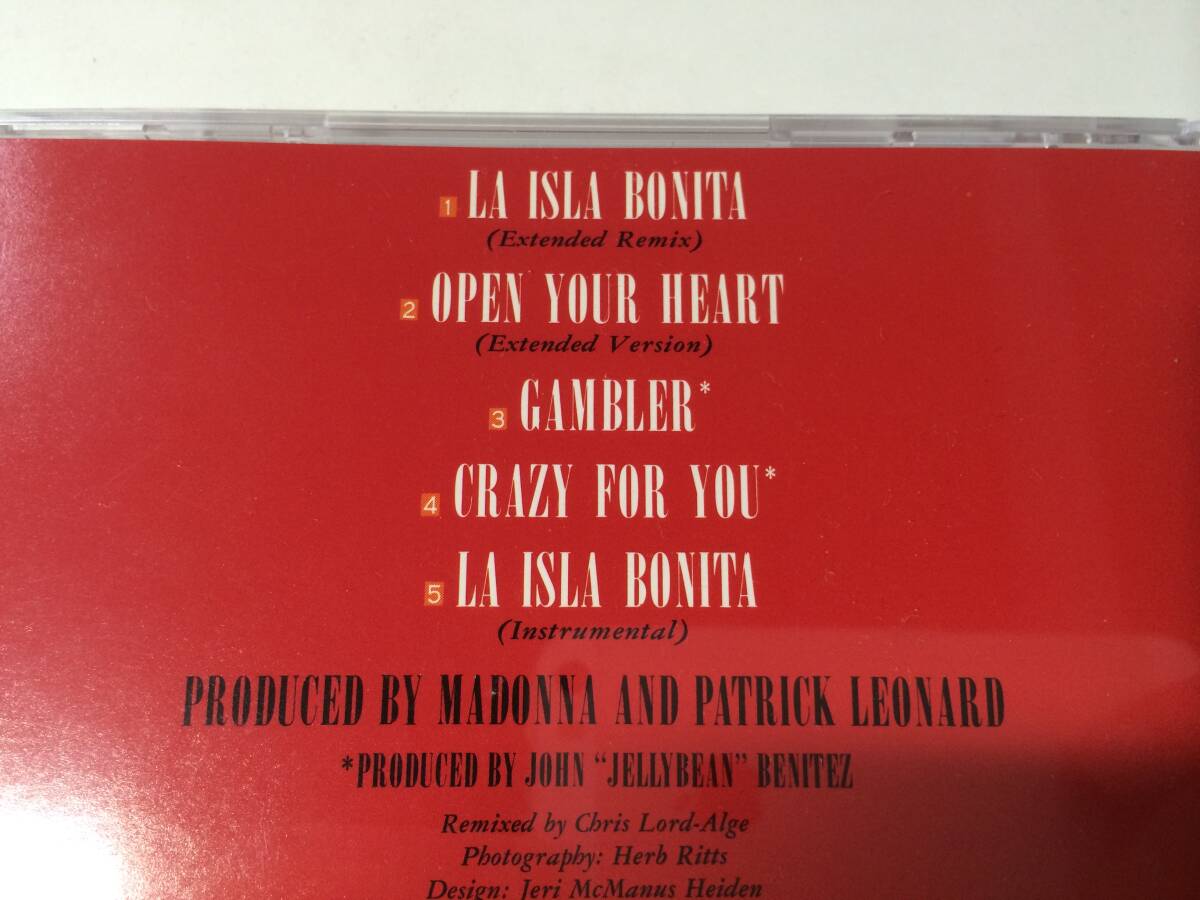 1 LA ISLA BONITA
(Extended Remix)
2 OPEN YOUR HEART
(Extended Version)
3 GAMBLER*
4 CRAZY FOR YOU*
5 LA ISLA BONITA
(Instrumental)
PRODUCED BY MADONNA AND PATRICK LEONARD
*PRODUCED BY JOHN “JELLYBEAN” BENITEZ
Remixed by Chris Lord-Alge
Photography: Herb Ritts
Design: Jeri McManus Heiden